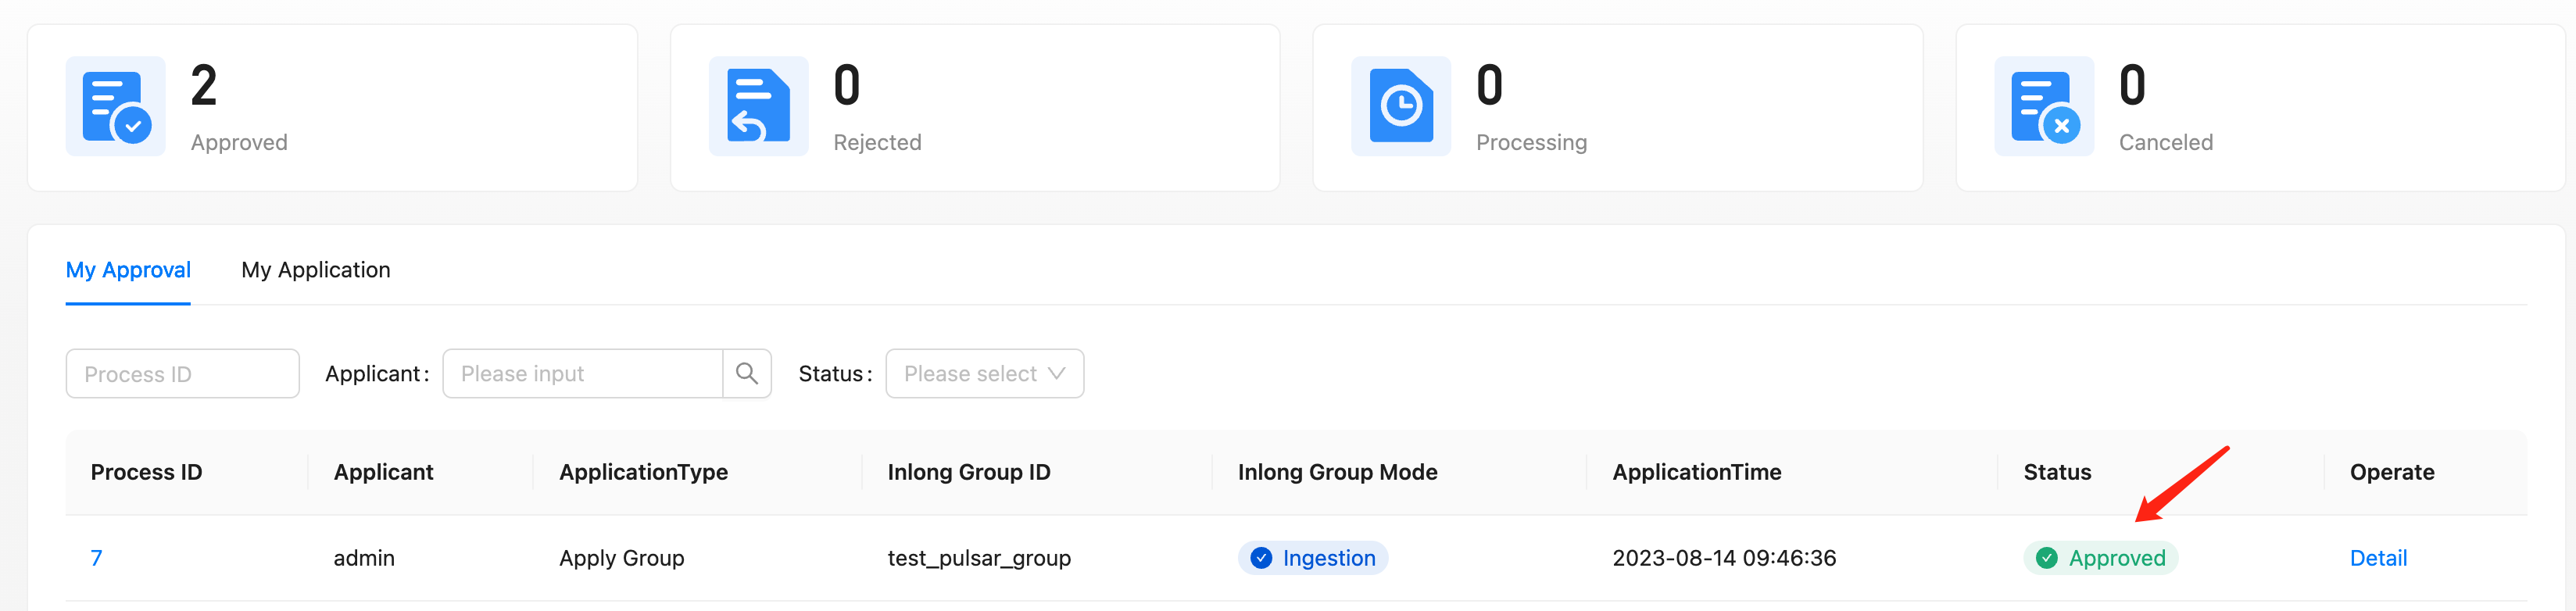 2 0 0 0
Approved Rejected Processing Canceled
My Approval My Application
Process ID Applicant : Please input Status : Please select
Process ID Applicant ApplicationType Inlong Group ID Inlong Group Mode ApplicationTime Status Operate
7 admin Apply Group test_pulsar_group Ingestion 2023-08-14 09:46:36 Approved Detail